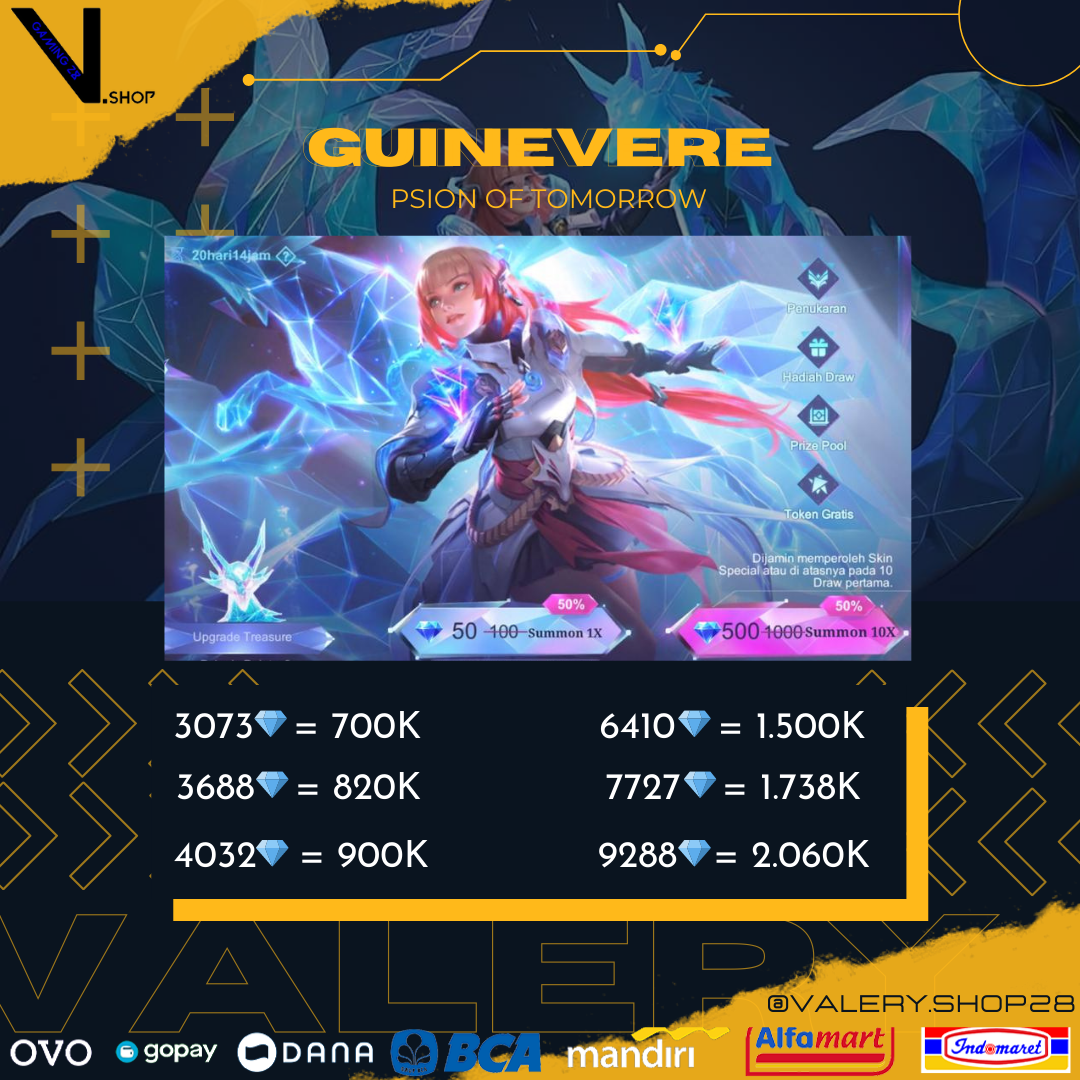 V
GAMING 28
.SHOP
GUINEVERE
PSION OF TOMORROW
20hari14jam ?
Penukaran
Hadiah Draw
Prize Pool
Token Gratis
Dijamin memperoleh Skin
Special atau di atasnya pada 10
Draw pertama.
50%
50%
Upgrade Treasure
50 100 Summon 1X
500 1000 Summon 10X
3073💎 = 700K
6410💎 = 1.500K
3688💎 = 820K
7727💎 = 1.738K
4032💎 = 900K
9288💎 = 2.060K
VALERY
@VALERY.SHOP28
OVO gopay DANA BCA mandiri Alfamart Indomaret